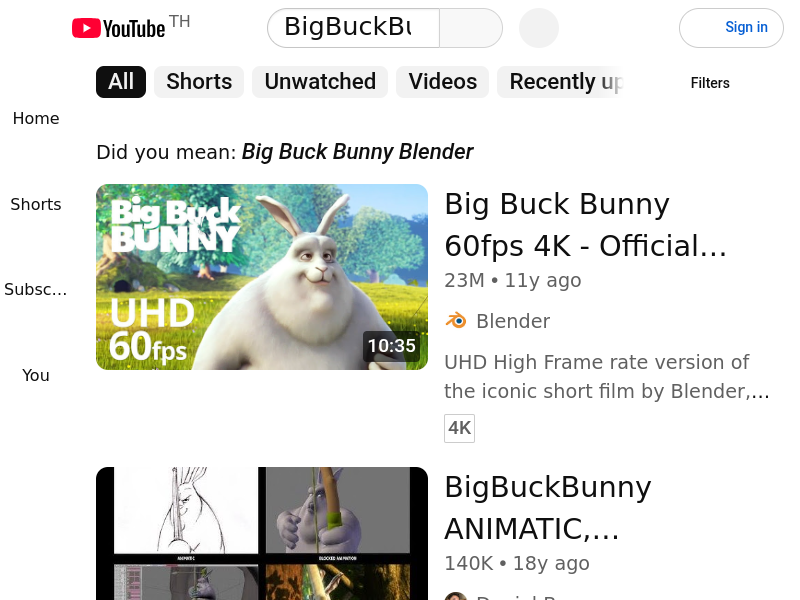 YouTube TH
BigBuckBu
Sign in
All
Shorts
Unwatched
Videos
Recently up
Filters
Home
Shorts
Subsc…
You
Did you mean: Big Buck Bunny Blender
Big Buck
BUNNY
UHD
60fps
10:35
Big Buck Bunny
60fps 4K - Official…
23M • 11y ago
Blender
UHD High Frame rate version of
the iconic short film by Blender,…
4K
ANIMATIC
BLOCKED ANIMATION
BigBuckBunny
ANIMATIC,…
140K • 18y ago